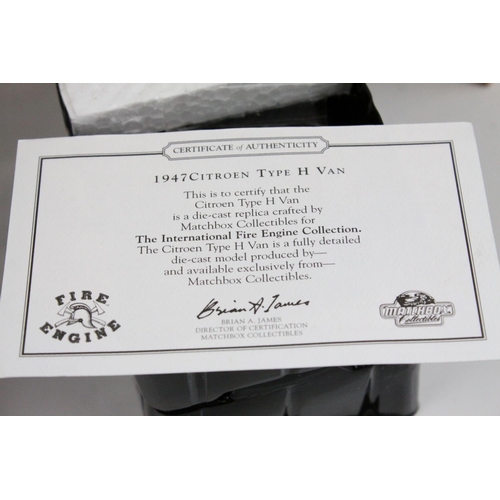 CERTIFICATE of AUTHENTICITY
1947CITROEN TYPE H VAN
This is to certify that the
Citroen Type H Van
is a die-cast replica crafted by
Matchbox Collectibles for
The International Fire Engine Collection.
The Citroen Type H Van is a fully detailed
die-cast model produced by—
and available exclusively from—
Matchbox Collectibles.
Brian A. James
BRIAN A. JAMES
DIRECTOR OF CERTIFICATION
MATCHBOX COLLECTIBLES
FIRE
ENGINE
MATCHBOX
Collectibles